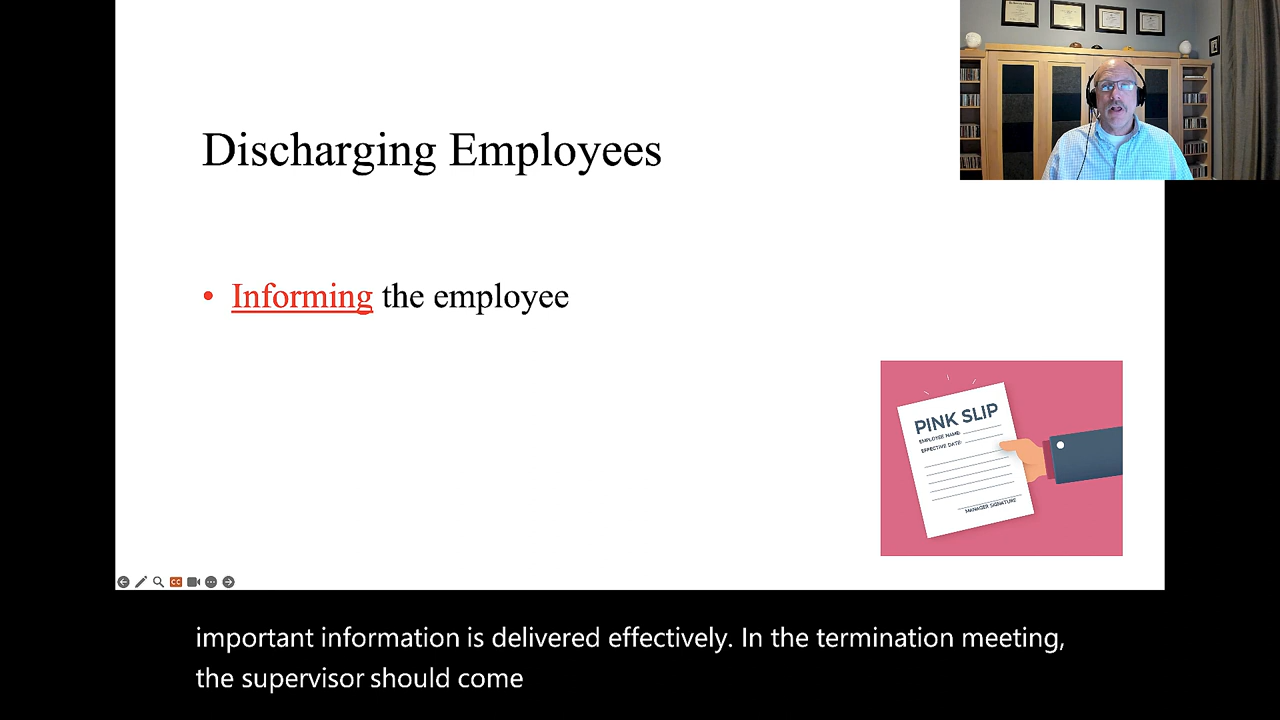 Discharging Employees
• Informing the employee
PINK SLIP
EMPLOYEE NAME:
EFFECTIVE DATE:
MANAGER SIGNATURE
CC
important information is delivered effectively. In the termination meeting,
the supervisor should come